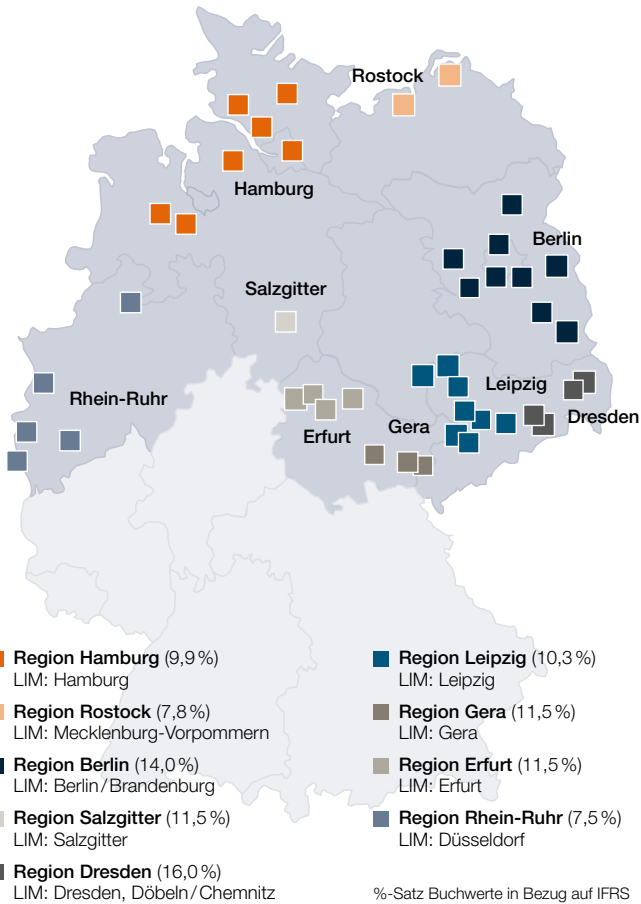 Rostock
Hamburg
Berlin
Salzgitter
Rhein-Ruhr
Leipzig
Dresden
Gera
Erfurt
Region Hamburg (9,9 %)
LIM: Hamburg
Region Rostock (7,8 %)
LIM: Mecklenburg-Vorpommern
Region Berlin (14,0 %)
LIM: Berlin/Brandenburg
Region Salzgitter (11,5 %)
LIM: Salzgitter
Region Dresden (16,0 %)
LIM: Dresden, Döbeln/Chemnitz
Region Leipzig (10,3 %)
LIM: Leipzig
Region Gera (11,5 %)
LIM: Gera
Region Erfurt (11,5 %)
LIM: Erfurt
Region Rhein-Ruhr (7,5 %)
LIM: Düsseldorf
%-Satz Buchwerte in Bezug auf IFRS